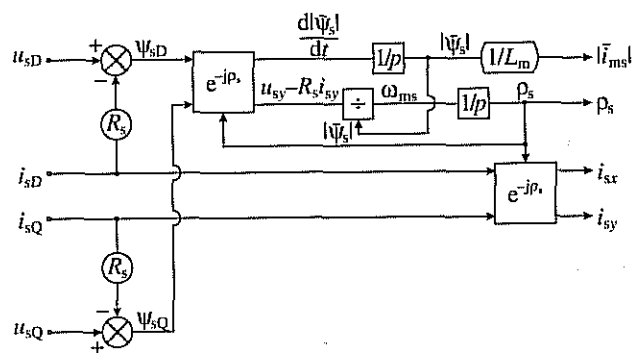 u_sD
+
−
ψ_sD
R_s
e^−jρ_s
d|ψ̄_s|
dt
1/p
|ψ̄_s|
1/L_m
|ī_ms|
u_sy−R_s i_sy
÷
ω_ms
1/p
ρ_s
ρ_s
|ψ̄_s|
i_sD
e^−jρ_s
i_sx
i_sQ
i_sy
R_s
−
u_sQ
+
ψ_sQ